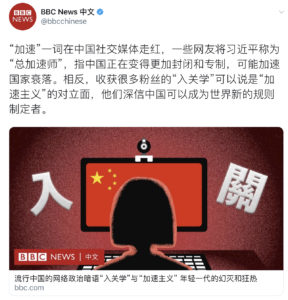 BBC NEWS
BBC News 中文
@bbcchinese
“加速”一词在中国社交媒体走红，一些网友将习近平称为
“总加速师”，指中国正在变得更加封闭和专制，可能加速
国家衰落。相反，收获很多粉丝的“入关学”可以说是“加
速主义”的对立面，他们深信中国可以成为世界新的规则
制定者。
入 關
BBC NEWS | 中文
流行中国的网络政治暗语“入关学”与“加速主义” 年轻一代的幻灭和狂热
bbc.com